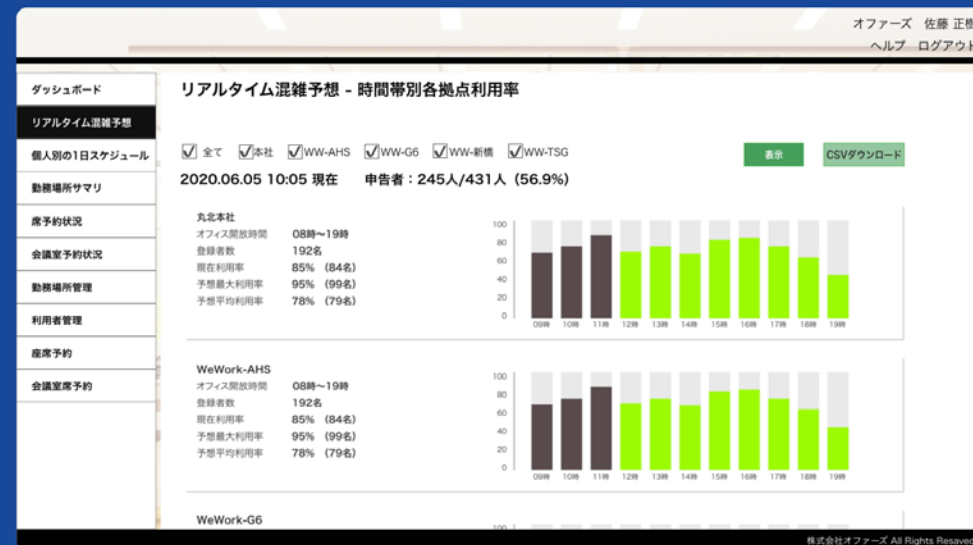 オファーズ 佐藤 正樹
ヘルプ ログアウト
ダッシュボード
リアルタイム混雑予想
個人別の1日スケジュール
勤務場所サマリ
席予約状況
会議室予約状況
勤務場所管理
利用者管理
座席予約
会議室席予約
リアルタイム混雑予想 - 時間帯別各拠点利用率
全て 本社 WW-AHS WW-G6 WW-新橋 WW-TSG
表示 CSVダウンロード
2020.06.05 10:05 現在 申告者：245人/431人（56.9%）
丸北本社
オフィス開放時間 08時〜19時
登録者数 192名
現在利用率 85% （84名）
予想最大利用率 95% （99名）
予想平均利用率 78% （79名）
100
80
60
40
20
0
09時 10時 11時 12時 13時 14時 15時 16時 17時 18時 19時
WeWork-AHS
オフィス開放時間 08時〜19時
登録者数 192名
現在利用率 85% （84名）
予想最大利用率 95% （99名）
予想平均利用率 78% （79名）
100
80
60
40
20
0
09時 10時 11時 12時 13時 14時 15時 16時 17時 18時 19時
WeWork-G6
100
株式会社オファーズ All Rights Resaved